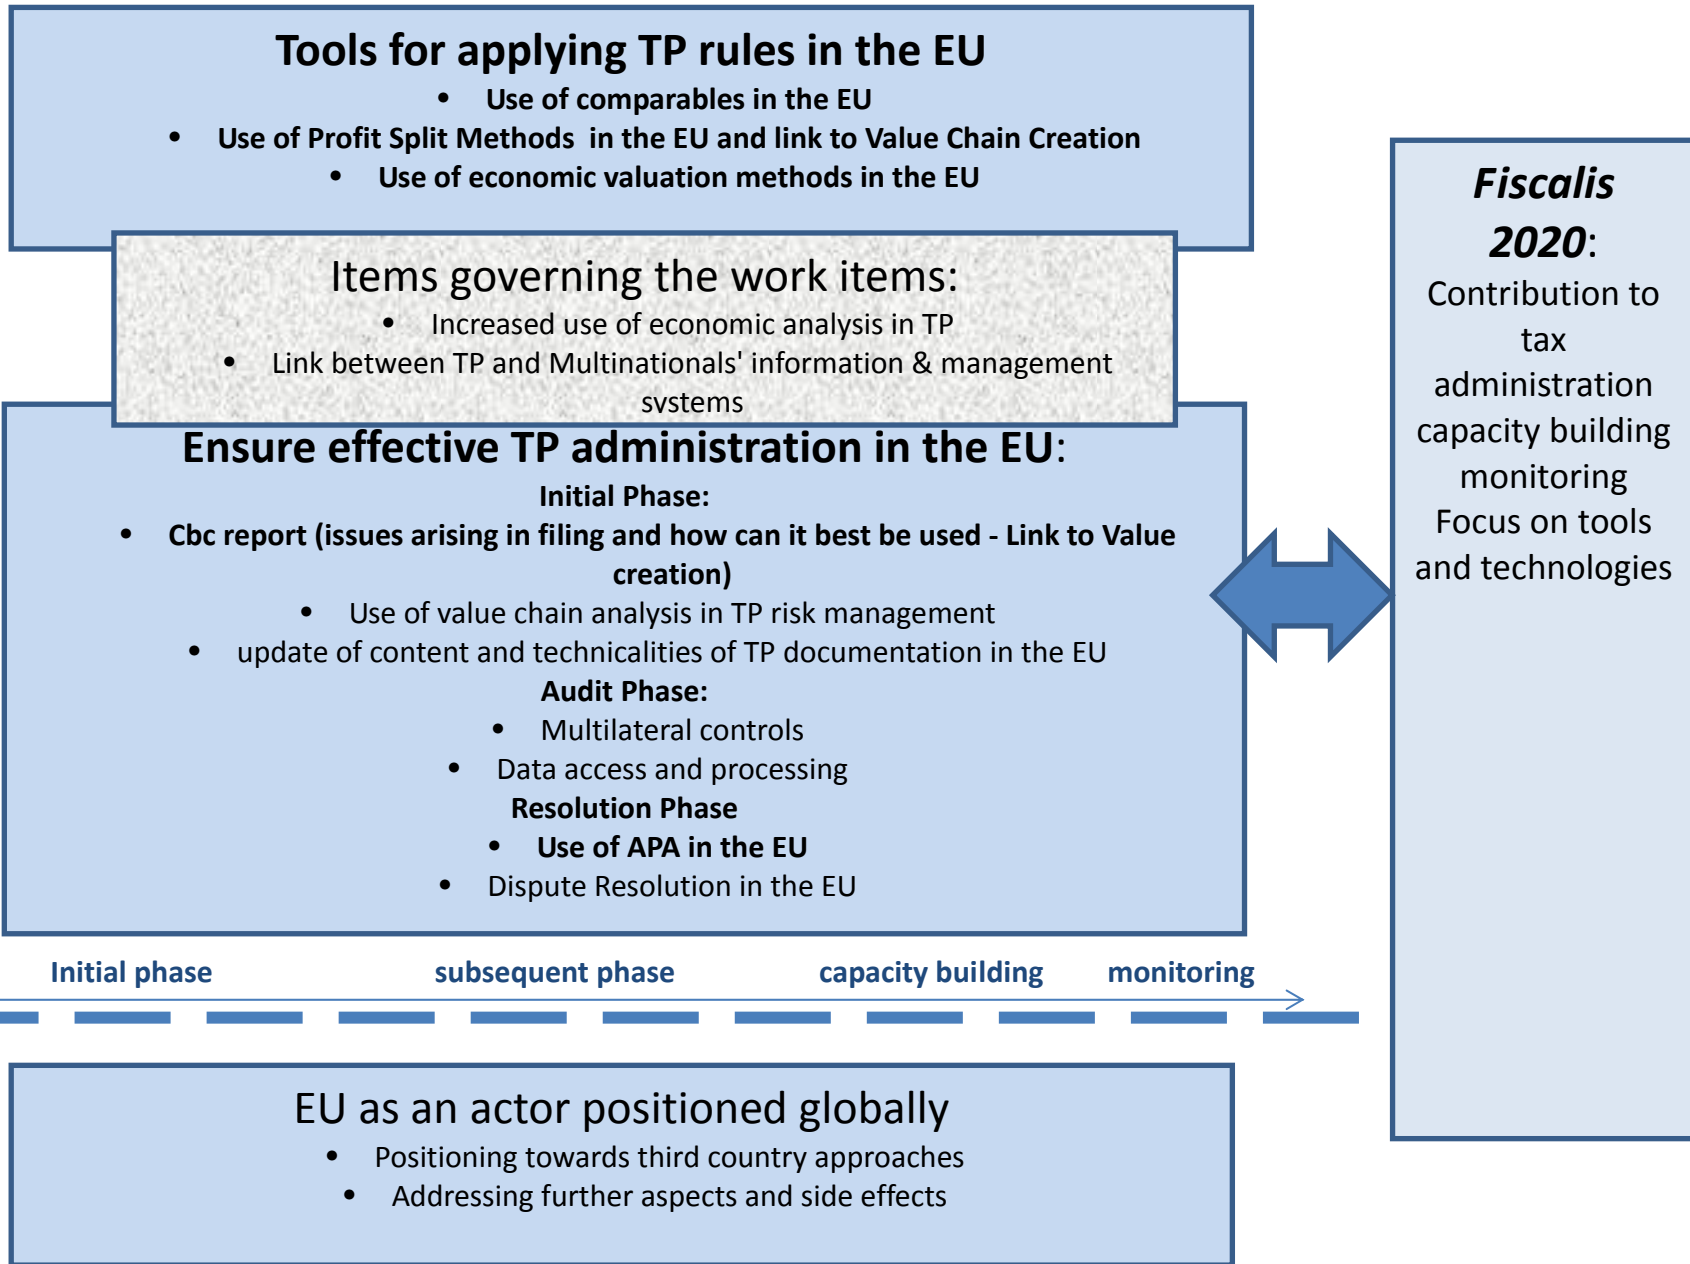 Tools for applying TP rules in the EU
• Use of comparables in the EU
• Use of Profit Split Methods in the EU and link to Value Chain Creation
• Use of economic valuation methods in the EU
Items governing the work items:
• Increased use of economic analysis in TP
• Link between TP and Multinationals' information & management
systems
Ensure effective TP administration in the EU:
Initial Phase:
• Cbc report (issues arising in filing and how can it best be used - Link to Value
creation)
• Use of value chain analysis in TP risk management
• update of content and technicalities of TP documentation in the EU
Audit Phase:
• Multilateral controls
• Data access and processing
Resolution Phase
• Use of APA in the EU
• Dispute Resolution in the EU
Initial phase subsequent phase capacity building monitoring
EU as an actor positioned globally
• Positioning towards third country approaches
• Addressing further aspects and side effects
Fiscalis
2020:
Contribution to
tax
administration
capacity building
monitoring
Focus on tools
and technologies